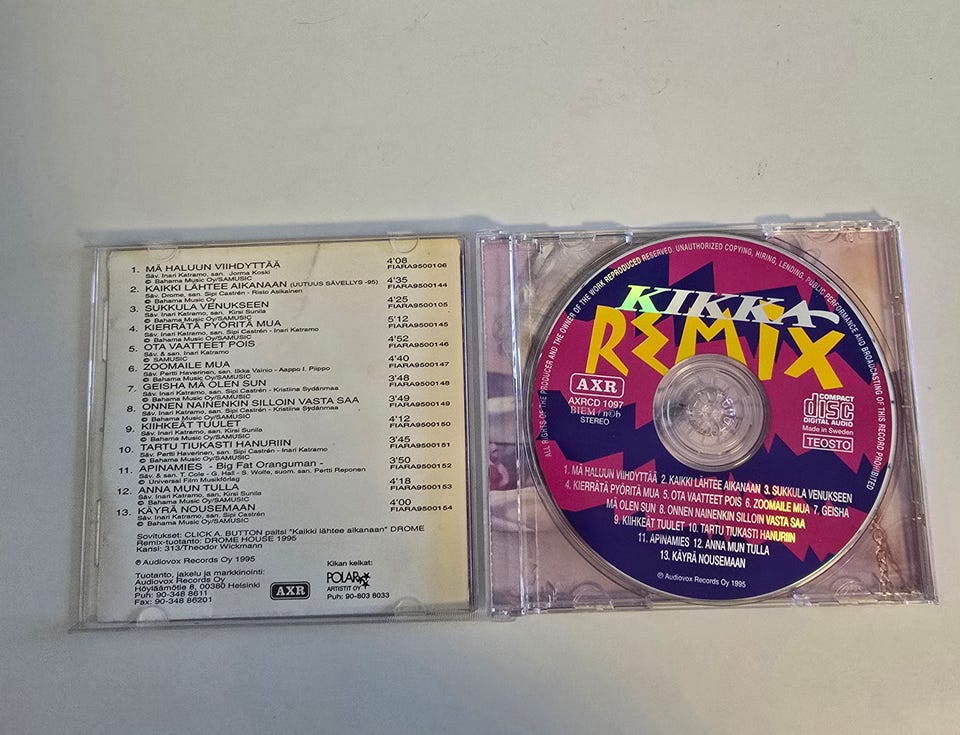 1. MÄ HALUUN VIIHDYTTÄÄ 4'08
Säv. Inari Katramo, san. Jorma Koski FIARA9500106
© Bahama Music Oy/SAMUSIC
2. KAIKKI LÄHTEE AIKANAAN (UUTUUS SÄVELLYS -95) 4'35
Säv. Drome, san. Sipi Castrén - Risto Asikainen FIARA9500144
© Bahama Music Oy
3. SUKKULA VENUKSEEN 4'25
Säv. Inari Katramo, san. Kirsi Sunila FIARA9500105
© Bahama Music Oy/SAMUSIC
4. KIERRÄTÄ PYÖRITÄ MUA 5'12
Säv. Inari Katramo, san. Sipi Castrén - Inari Katramo FIARA9500145
© Bahama Music Oy/SAMUSIC
5. OTA VAATTEET POIS 4'52
Säv. & san. Inari Katramo FIARA9500146
© SAMUSIC
6. ZOOMAILE MUA 4'40
Säv. Pertti Haverinen, san. Ilkka Vainio - Aappo I. Piippo FIARA9500147
© Bahama Music Oy/SAMUSIC
7. GEISHA MÄ OLEN SUN 3'48
Säv. Inari Katramo, san. Sipi Castrén - Kristiina Sydänmaa FIARA9500148
© Bahama Music Oy/SAMUSIC
8. ONNEN NAINENKIN SILLOIN VASTA SAA 3'49
Säv. Inari Katramo, san. Sipi Castrén - Kristiina Sydänmaa FIARA9500149
© Bahama Music Oy/SAMUSIC
9. KIIHKEÄT TUULET 4'12
Säv. Inari Katramo, san. Kirsi Sunila FIARA9500150
© Bahama Music Oy/SAMUSIC
10. TARTU TIUKASTI HANURIIN 3'45
Säv. Pertti Haverinen, san. Sipi Castrén - Inari Katramo FIARA9500151
© Bahama Music Oy/SAMUSIC
11. APINAMIES - Big Fat Oranguman - 3'50
Säv. & san. T. Cole - G. Hall - S. Wolfe, suom. san. Pertti Reponen FIARA9500152
© Universal Film Musikförlag
12. ANNA MUN TULLA 4'18
Säv. Inari Katramo, san. Kirsi Sunila FIARA9500153
© Bahama Music Oy/SAMUSIC
13. KÄYRÄ NOUSEMAAN 4'00
Säv. Inari Katramo, san. Sipi Castrén FIARA9500154
© Bahama Music Oy/SAMUSIC
Sovitukset: CLICK A. BUTTON paitsi "Kaikki lähtee aikanaan" DROME
Remix-tuotanto: DROME HOUSE 1995
Kansi: 313/Theodor Wickmann
℗ Audiovox Records Oy 1995
Tuotanto, jakelu ja markkinointi:
Audiovox Records Oy
Höyläämötie 8, 00380 Helsinki
Puh: 90-348 8611
Fax: 90-348 86201
AXR
Kikan keikat:
POLAR
ARTISTIT OY
Puh: 90-803 8033
ALL RIGHTS OF THE PRODUCER AND THE OWNER OF THE WORK REPRODUCED RESERVED. UNAUTHORIZED COPYING, HIRING, LENDING, PUBLIC PERFORMANCE AND BROADCASTING OF THIS RECORD PROHIBITED
KIKKA
REMIX
AXR
AXRCD 1097
BIEM / n©b
STEREO
COMPACT
disc
DIGITAL AUDIO
Made in Sweden
TEOSTO
1. MÄ HALUUN VIIHDYTTÄÄ 2. KAIKKI LÄHTEE AIKANAAN 3. SUKKULA VENUKSEEN
4. KIERRÄTÄ PYÖRITÄ MUA 5. OTA VAATTEET POIS 6. ZOOMAILE MUA 7. GEISHA
MÄ OLEN SUN 8. ONNEN NAINENKIN SILLOIN VASTA SAA
9. KIIHKEÄT TUULET 10. TARTU TIUKASTI HANURIIN
11. APINAMIES 12. ANNA MUN TULLA
13. KÄYRÄ NOUSEMAAN
℗ Audiovox Records Oy 1995